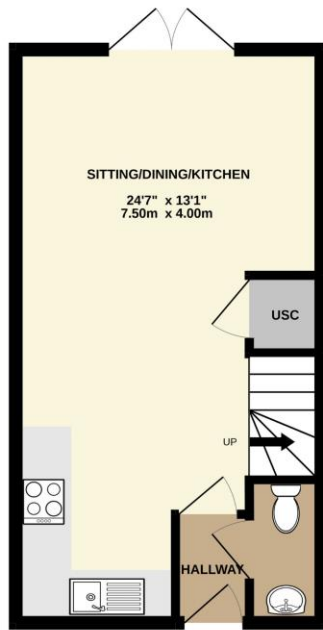 SITTING/DINING/KITCHEN
24'7" x 13'1"
7.50m x 4.00m
USC
UP
HALLWAY